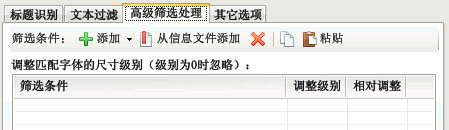 标题识别 文本过滤 高级筛选处理 其它选项
筛选条件： 添加 从信息文件添加 粘贴
调整匹配字体的尺寸级别（级别为0时忽略）：
筛选条件 调整级别 相对调整